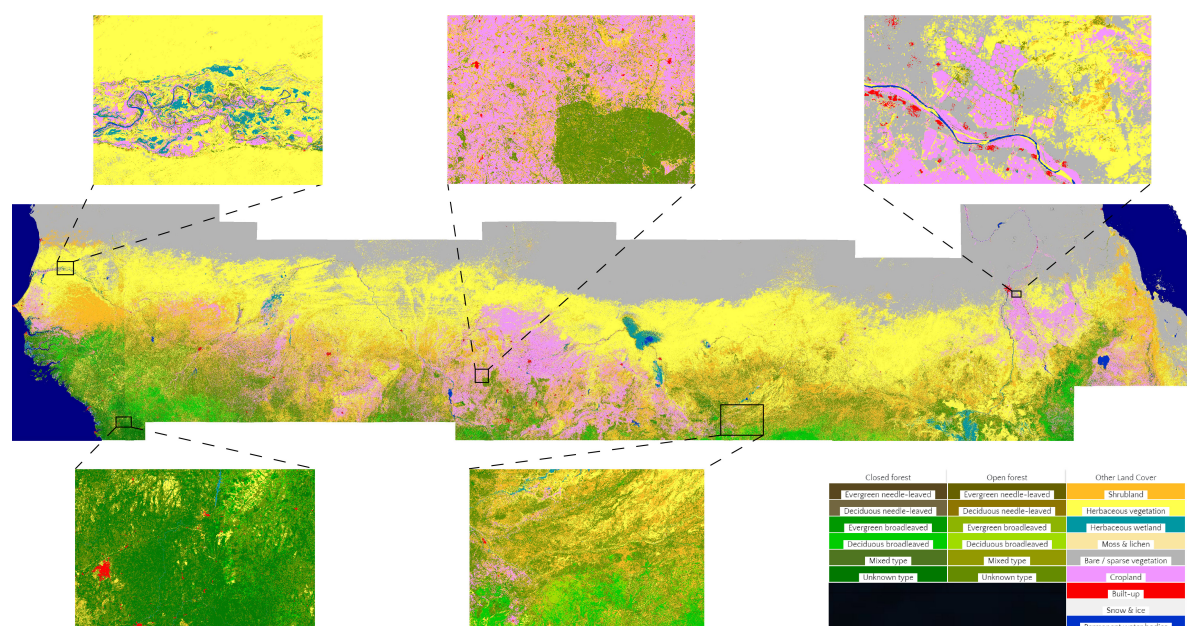 Closed forest Open forest Other Land Cover
Evergreen needle-leaved Evergreen needle-leaved Shrubland
Deciduous needle-leaved Deciduous needle-leaved Herbaceous vegetation
Evergreen broadleaved Evergreen broadleaved Herbaceous wetland
Deciduous broadleaved Deciduous broadleaved Moss & lichen
Mixed type Mixed type Bare / sparse vegetation
Unknown type Unknown type Cropland
Built-up
Snow & ice